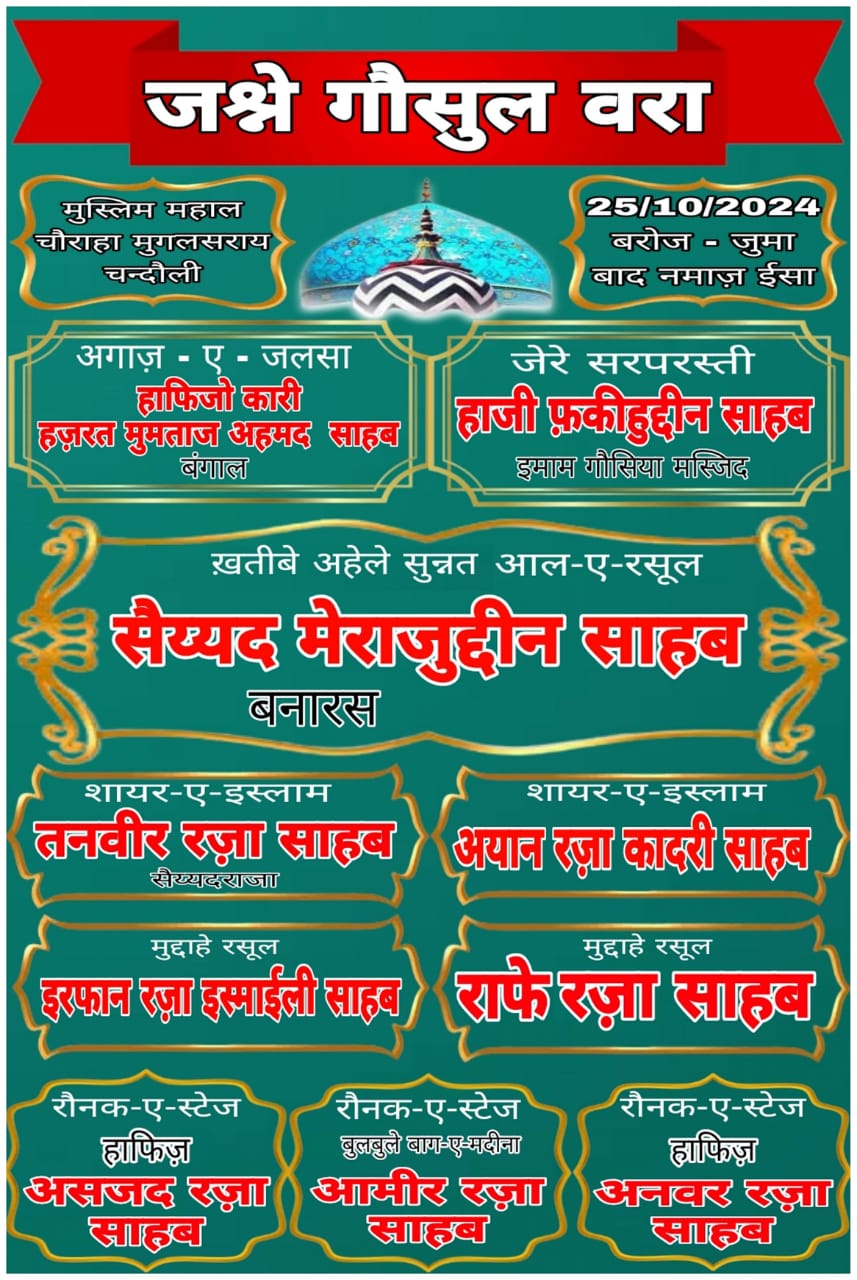 जश्ने गौसुल वरा
मुस्लिम महाल
चौराहा मुगलसराय
चन्दौली
25/10/2024
बरोज - जुमा
बाद नमाज़ ईसा
अगाज़ - ए - जलसा
हाफिजो कारी
हज़रत मुमताज अहमद साहब
बंगाल
जेरे सरपरस्ती
हाजी फ़कीहुद्दीन साहब
इमाम गौसिया मस्जिद
ख़तीबे अहेले सुन्नत आल-ए-रसूल
सैय्यद मेराजुद्दीन साहब
बनारस
शायर-ए-इस्लाम
तनवीर रज़ा साहब
सैय्यदराजा
शायर-ए-इस्लाम
अयान रज़ा कादरी साहब
मुद्दाहे रसूल
इरफान रज़ा इस्माईली साहब
मुद्दाहे रसूल
राफे रज़ा साहब
रौनक-ए-स्टेज
हाफिज़
असजद रज़ा
साहब
रौनक-ए-स्टेज
बुलबुले बाग-ए-मदीना
आमीर रज़ा
साहब
रौनक-ए-स्टेज
हाफिज़
अनवर रज़ा
साहब